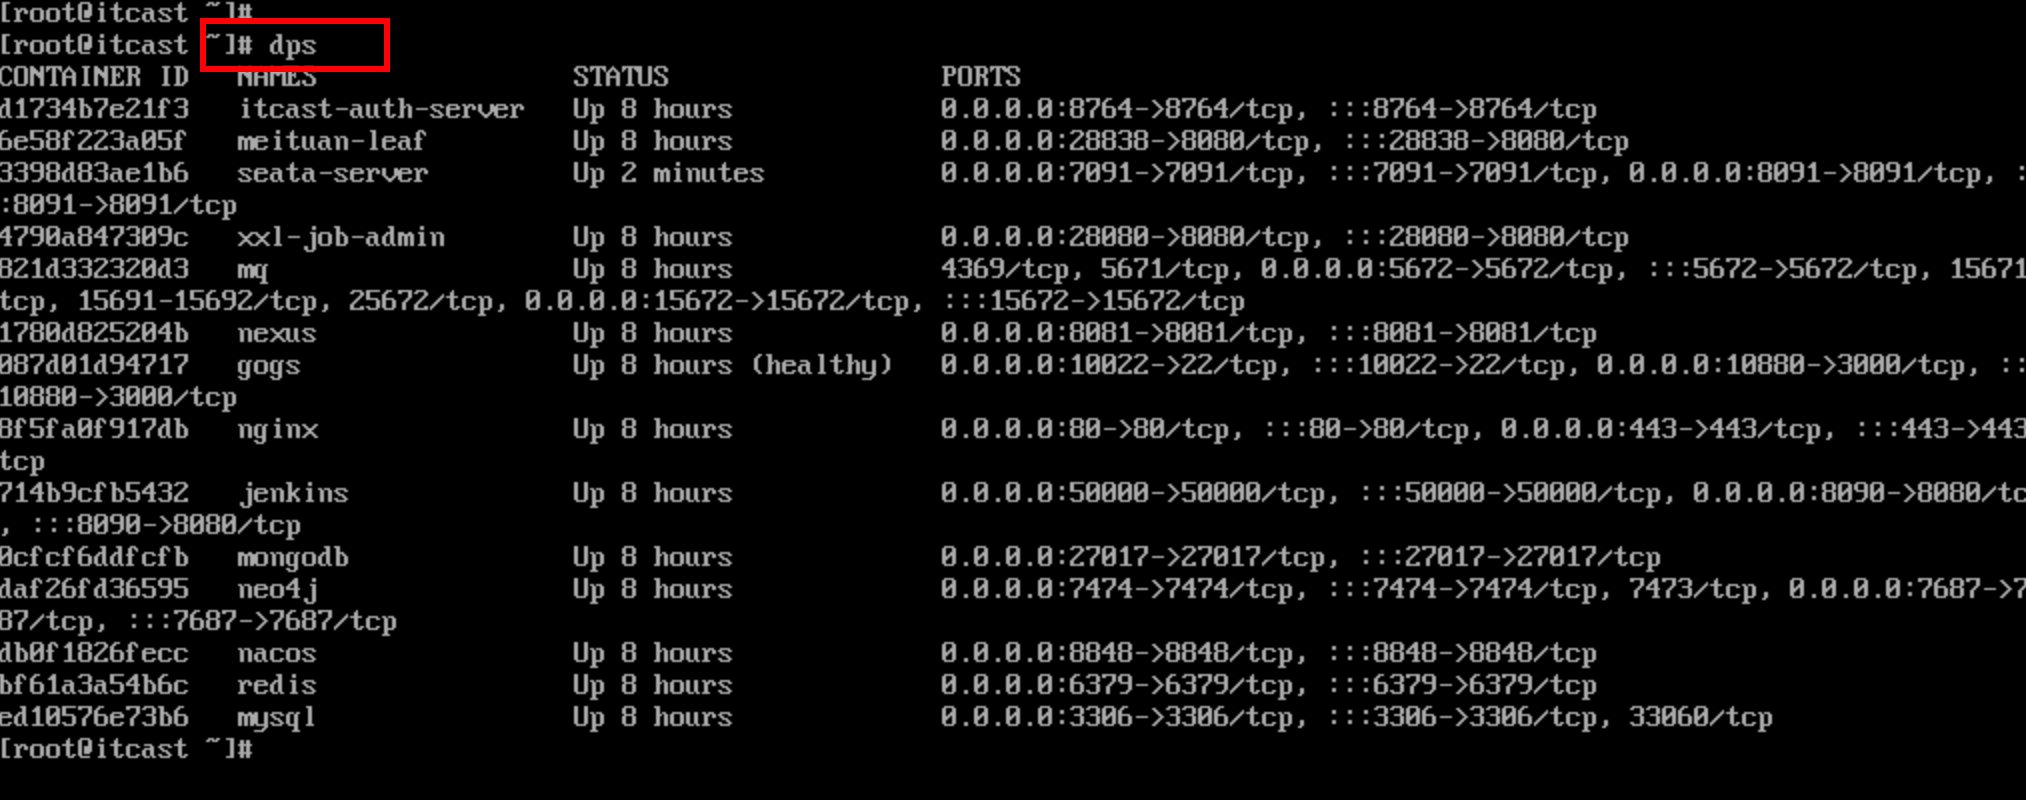 [root@itcast ~]#
[root@itcast ~]# dps
CONTAINER ID   NAMES                STATUS                 PORTS
d1734b7e21f3   itcast-auth-server   Up 8 hours             0.0.0.0:8764->8764/tcp, :::8764->8764/tcp
6e58f223a05f   meituan-leaf         Up 8 hours             0.0.0.0:28838->8080/tcp, :::28838->8080/tcp
3398d83ae1b6   seata-server         Up 2 minutes           0.0.0.0:7091->7091/tcp, :::7091->7091/tcp, 0.0.0.0:8091->8091/tcp, :
:8091->8091/tcp
4790a847309c   xxl-job-admin        Up 8 hours             0.0.0.0:28080->8080/tcp, :::28080->8080/tcp
821d332320d3   mq                   Up 8 hours             4369/tcp, 5671/tcp, 0.0.0.0:5672->5672/tcp, :::5672->5672/tcp, 15671
tcp, 15691-15692/tcp, 25672/tcp, 0.0.0.0:15672->15672/tcp, :::15672->15672/tcp
1780d825204b   nexus                Up 8 hours             0.0.0.0:8081->8081/tcp, :::8081->8081/tcp
087d01d94717   gogs                 Up 8 hours (healthy)   0.0.0.0:10022->22/tcp, :::10022->22/tcp, 0.0.0.0:10880->3000/tcp, ::
10880->3000/tcp
8f5fa0f917db   nginx                Up 8 hours             0.0.0.0:80->80/tcp, :::80->80/tcp, 0.0.0.0:443->443/tcp, :::443->443
tcp
714b9cfb5432   jenkins              Up 8 hours             0.0.0.0:50000->50000/tcp, :::50000->50000/tcp, 0.0.0.0:8090->8080/tc
, :::8090->8080/tcp
0cfcf6ddfcfb   mongodb              Up 8 hours             0.0.0.0:27017->27017/tcp, :::27017->27017/tcp
daf26fd36595   neo4j                Up 8 hours             0.0.0.0:7474->7474/tcp, :::7474->7474/tcp, 7473/tcp, 0.0.0.0:7687->7
87/tcp, :::7687->7687/tcp
db0f1826fecc   nacos                Up 8 hours             0.0.0.0:8848->8848/tcp, :::8848->8848/tcp
bf61a3a54b6c   redis                Up 8 hours             0.0.0.0:6379->6379/tcp, :::6379->6379/tcp
ed10576e73b6   mysql                Up 8 hours             0.0.0.0:3306->3306/tcp, :::3306->3306/tcp, 33060/tcp
[root@itcast ~]#